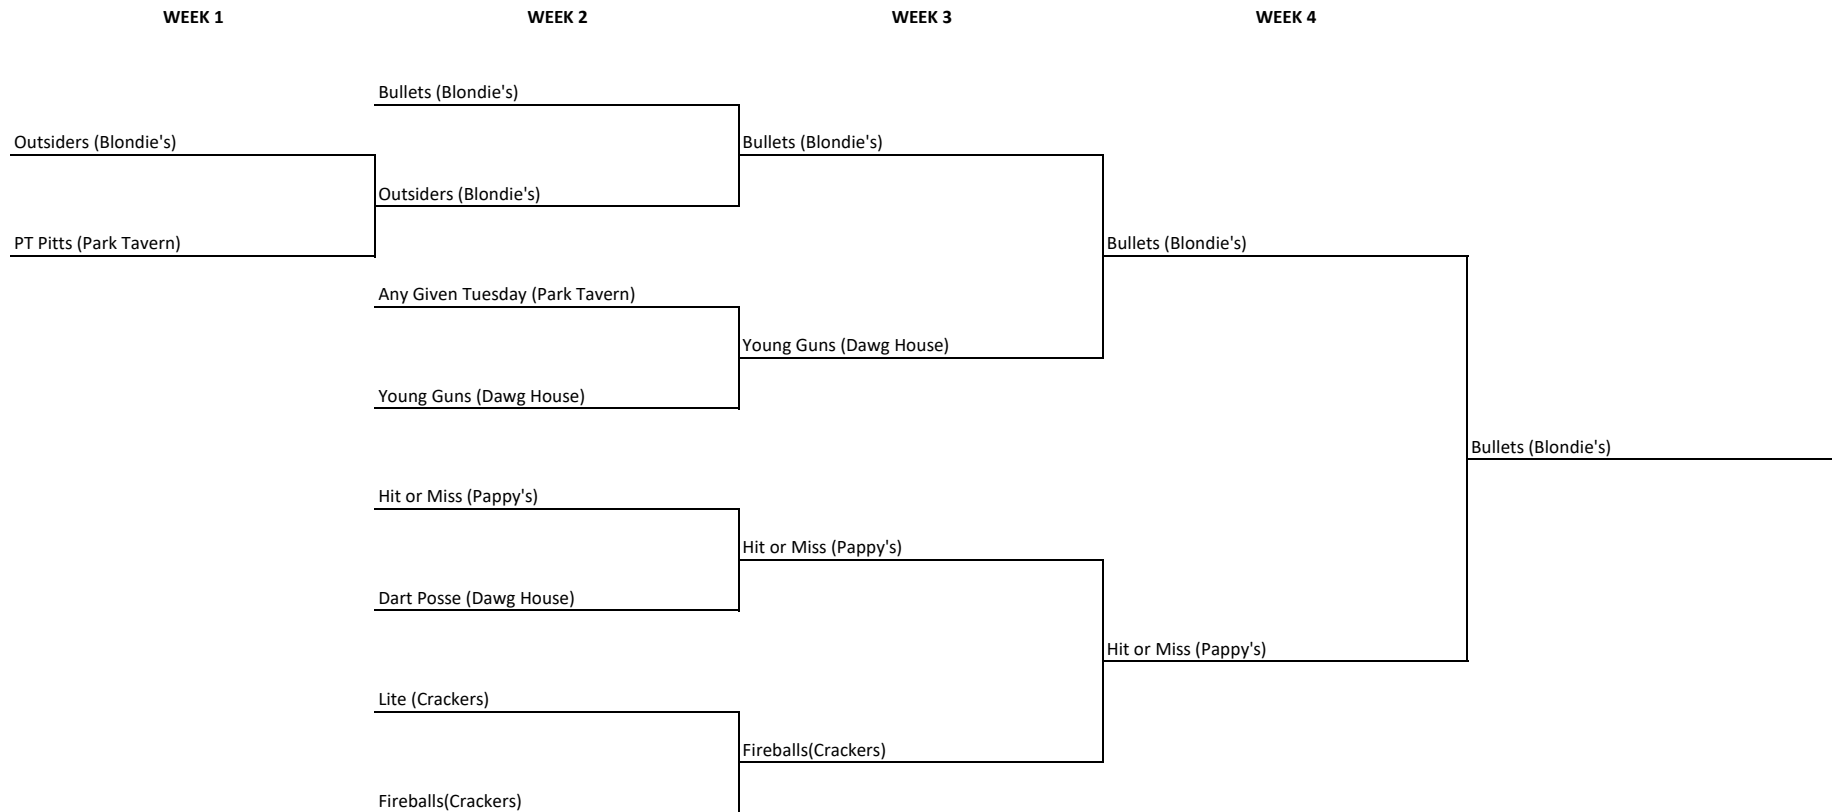 WEEK 1 WEEK 2 WEEK 3 WEEK 4
Bullets (Blondie's)
Outsiders (Blondie's) Bullets (Blondie's)
Outsiders (Blondie's)
PT Pitts (Park Tavern) Bullets (Blondie's)
Any Given Tuesday (Park Tavern)
Young Guns (Dawg House)
Young Guns (Dawg House)
Bullets (Blondie's)
Hit or Miss (Pappy's)
Hit or Miss (Pappy's)
Dart Posse (Dawg House)
Hit or Miss (Pappy's)
Lite (Crackers)
Fireballs(Crackers)
Fireballs(Crackers)